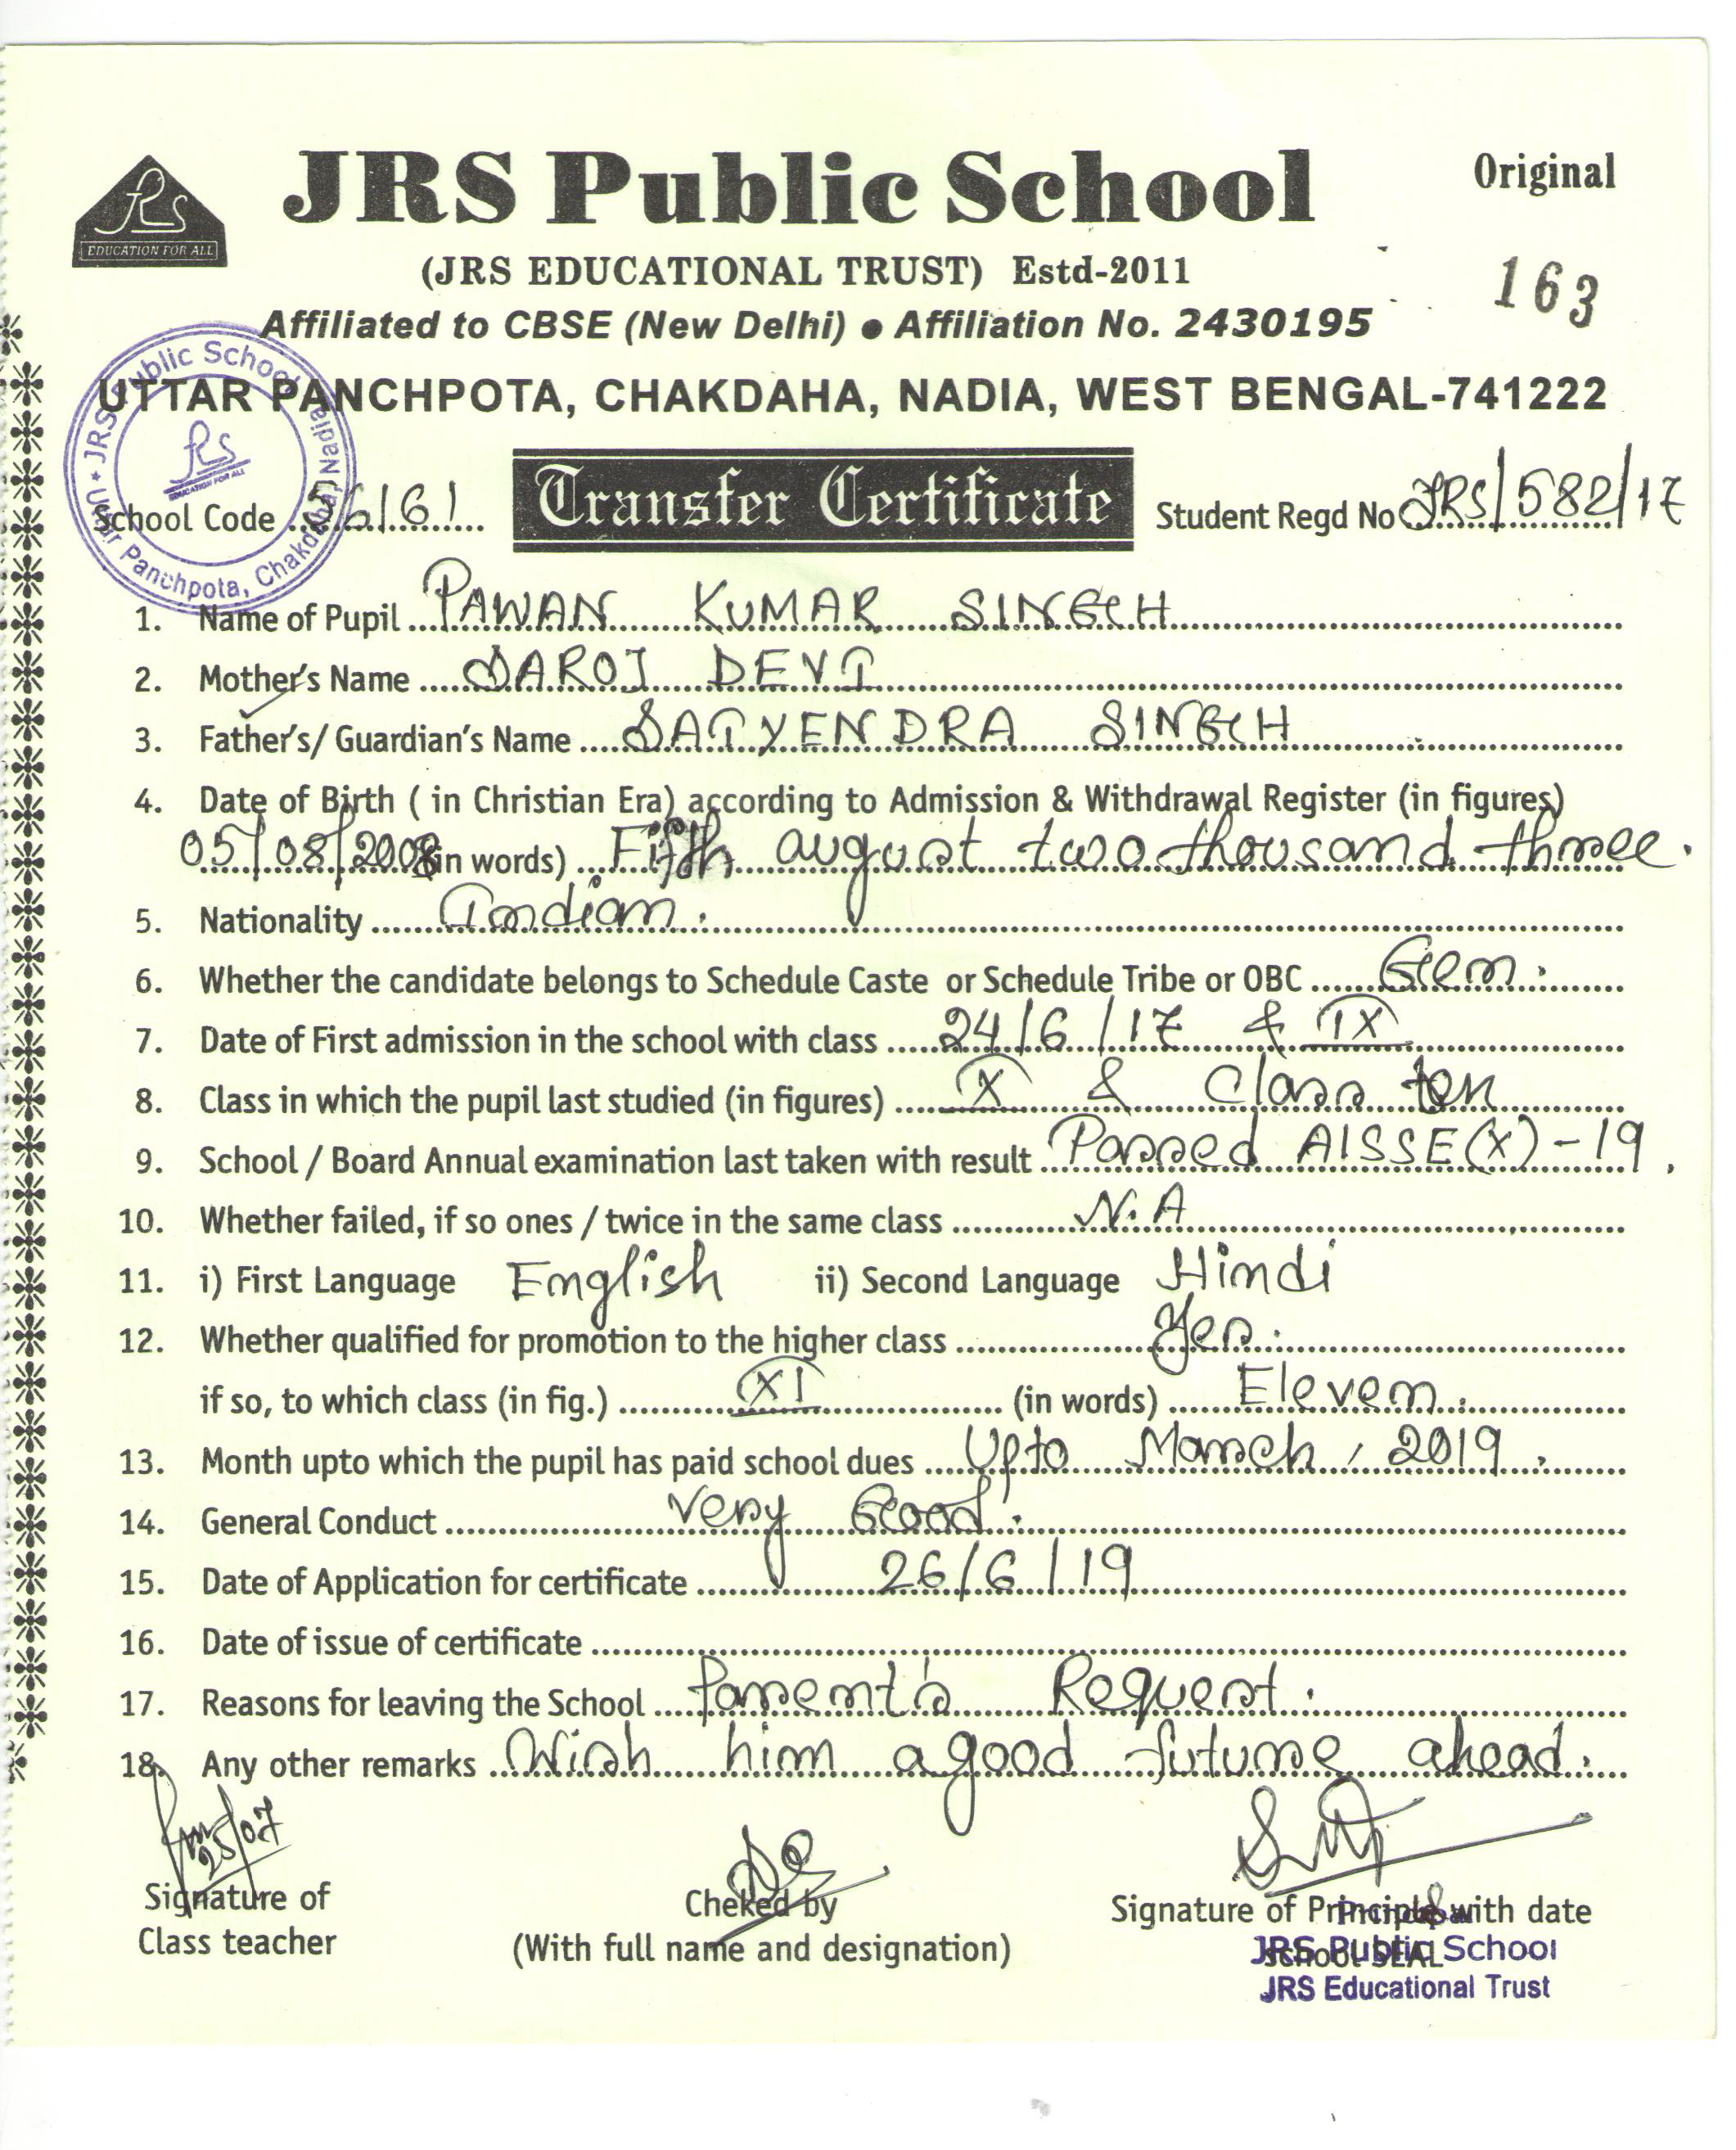 JRS Public School
Original
EDUCATION FOR ALL
(JRS EDUCATIONAL TRUST) Estd-2011
163
Affiliated to CBSE (New Delhi) ● Affiliation No. 2430195
UTTAR PANCHPOTA, CHAKDAHA, NADIA, WEST BENGAL-741222
JRS Public School
Uttar Panchpota, Chakdaha, Nadia
EDUCATION FOR ALL
School Code
Transfer Certificate
Student Regd No JRS/582/17
1. Name of Pupil PAWAN KUMAR SINGH
2. Mother's Name SAROJ DEVI
3. Father's/ Guardian's Name SATYENDRA SINGH
4. Date of Birth ( in Christian Era) according to Admission & Withdrawal Register (in figures)
05/08/ (in words) Fifth august two thousand three.
5. Nationality Indian.
6. Whether the candidate belongs to Schedule Caste or Schedule Tribe or OBC Gen.
7. Date of First admission in the school with class 24/6/17 & IX
8. Class in which the pupil last studied (in figures) X & Class ten
9. School / Board Annual examination last taken with result Passed AISSE(X)-19.
10. Whether failed, if so ones / twice in the same class N.A
11. i) First Language English ii) Second Language Hindi
12. Whether qualified for promotion to the higher class Yes.
if so, to which class (in fig.) XI (in words) Eleven.
13. Month upto which the pupil has paid school dues Upto March, 2019.
14. General Conduct Very Good.
15. Date of Application for certificate 26/6/19
16. Date of issue of certificate
17. Reasons for leaving the School Parent's Request.
18. Any other remarks Wish him a good future ahead.
25/07
Signature of
Class teacher
Cheked by
(With full name and designation)
Signature of Principle with date
School SEAL
JRS Public School
JRS Educational Trust